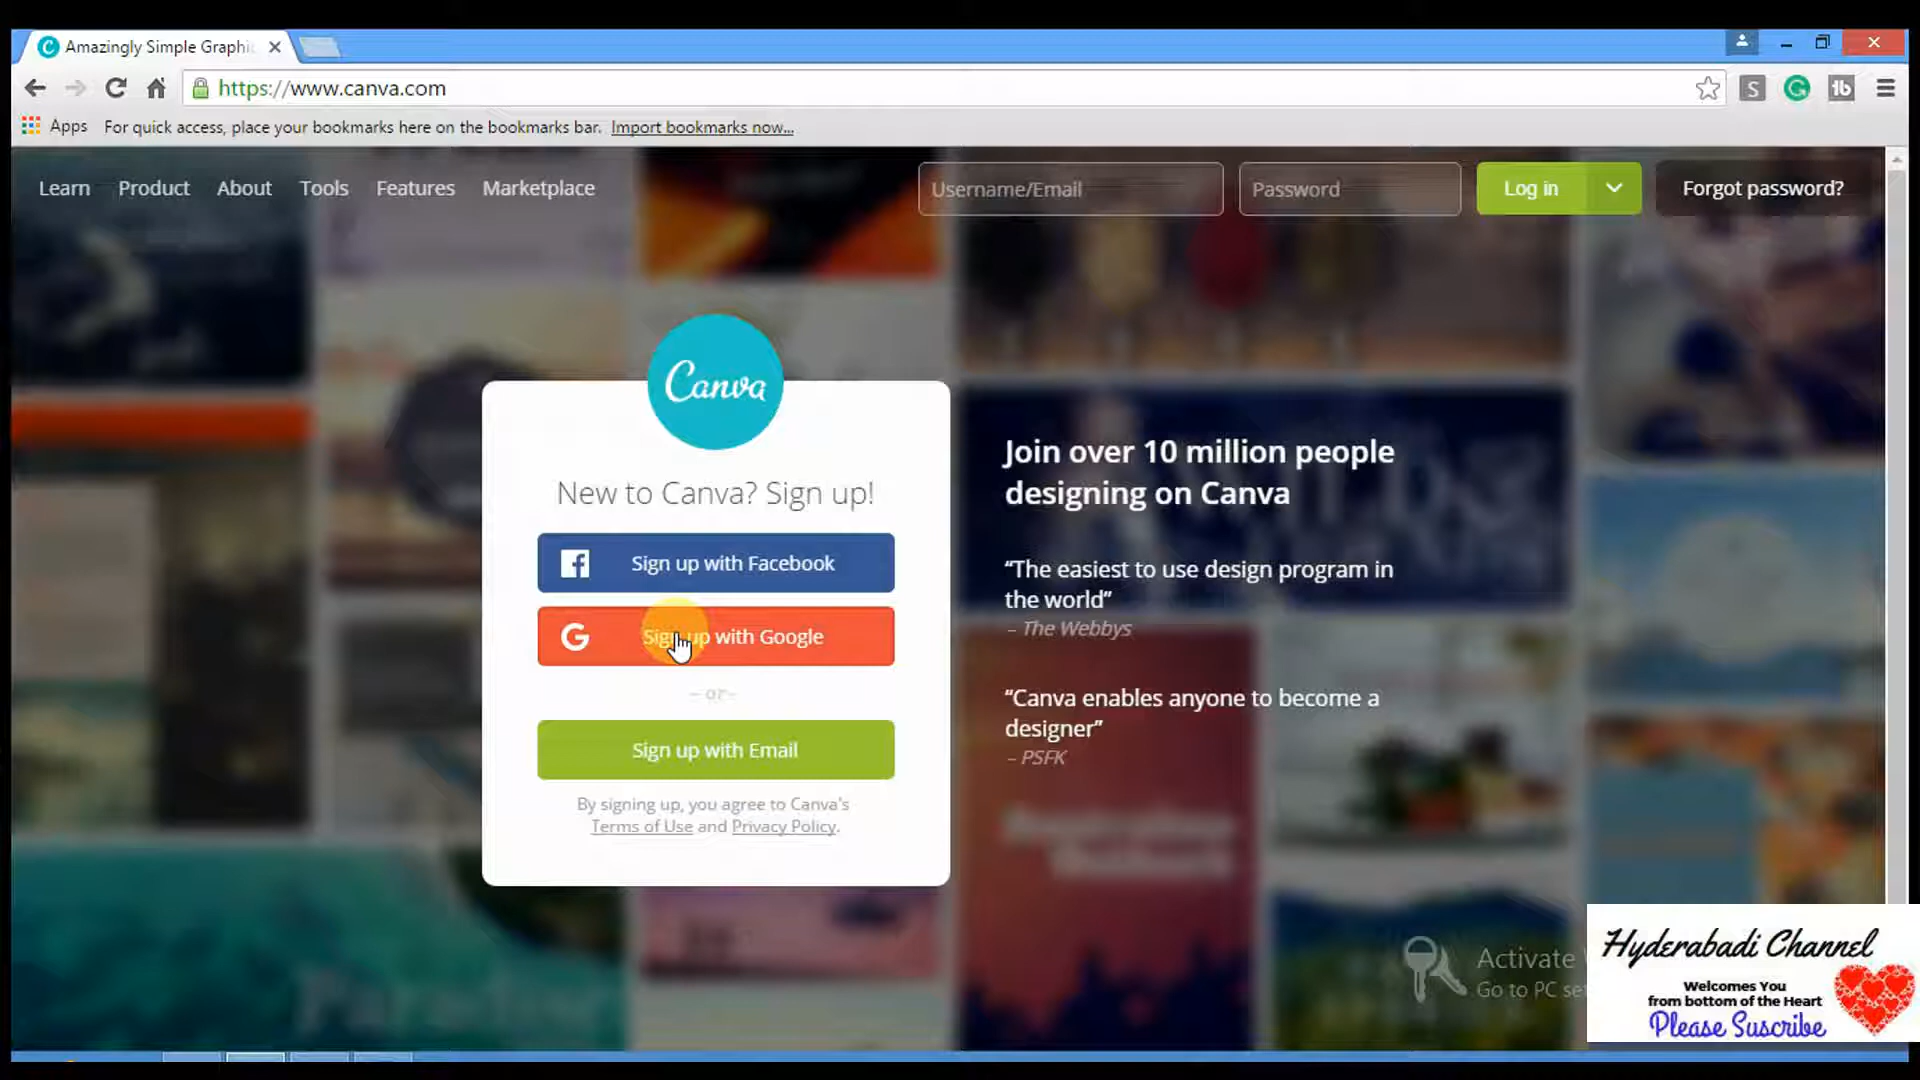 Amazingly Simple Graphi
https://www.canva.com
Apps For quick access, place your bookmarks here on the bookmarks bar. Import bookmarks now...
Learn Product About Tools Features Marketplace Username/Email Password Log in Forgot password?
Canva
New to Canva? Sign up!
Sign up with Facebook
Sign up with Google
- or -
Sign up with Email
By signing up, you agree to Canva's
Terms of Use and Privacy Policy.
Join over 10 million people
designing on Canva
“The easiest to use design program in
the world”
– The Webbys
“Canva enables anyone to become a
designer”
– PSFK
Activate
Go to PC
Hyderabadi Channel
Welcomes You
from bottom of the Heart
Please Suscribe